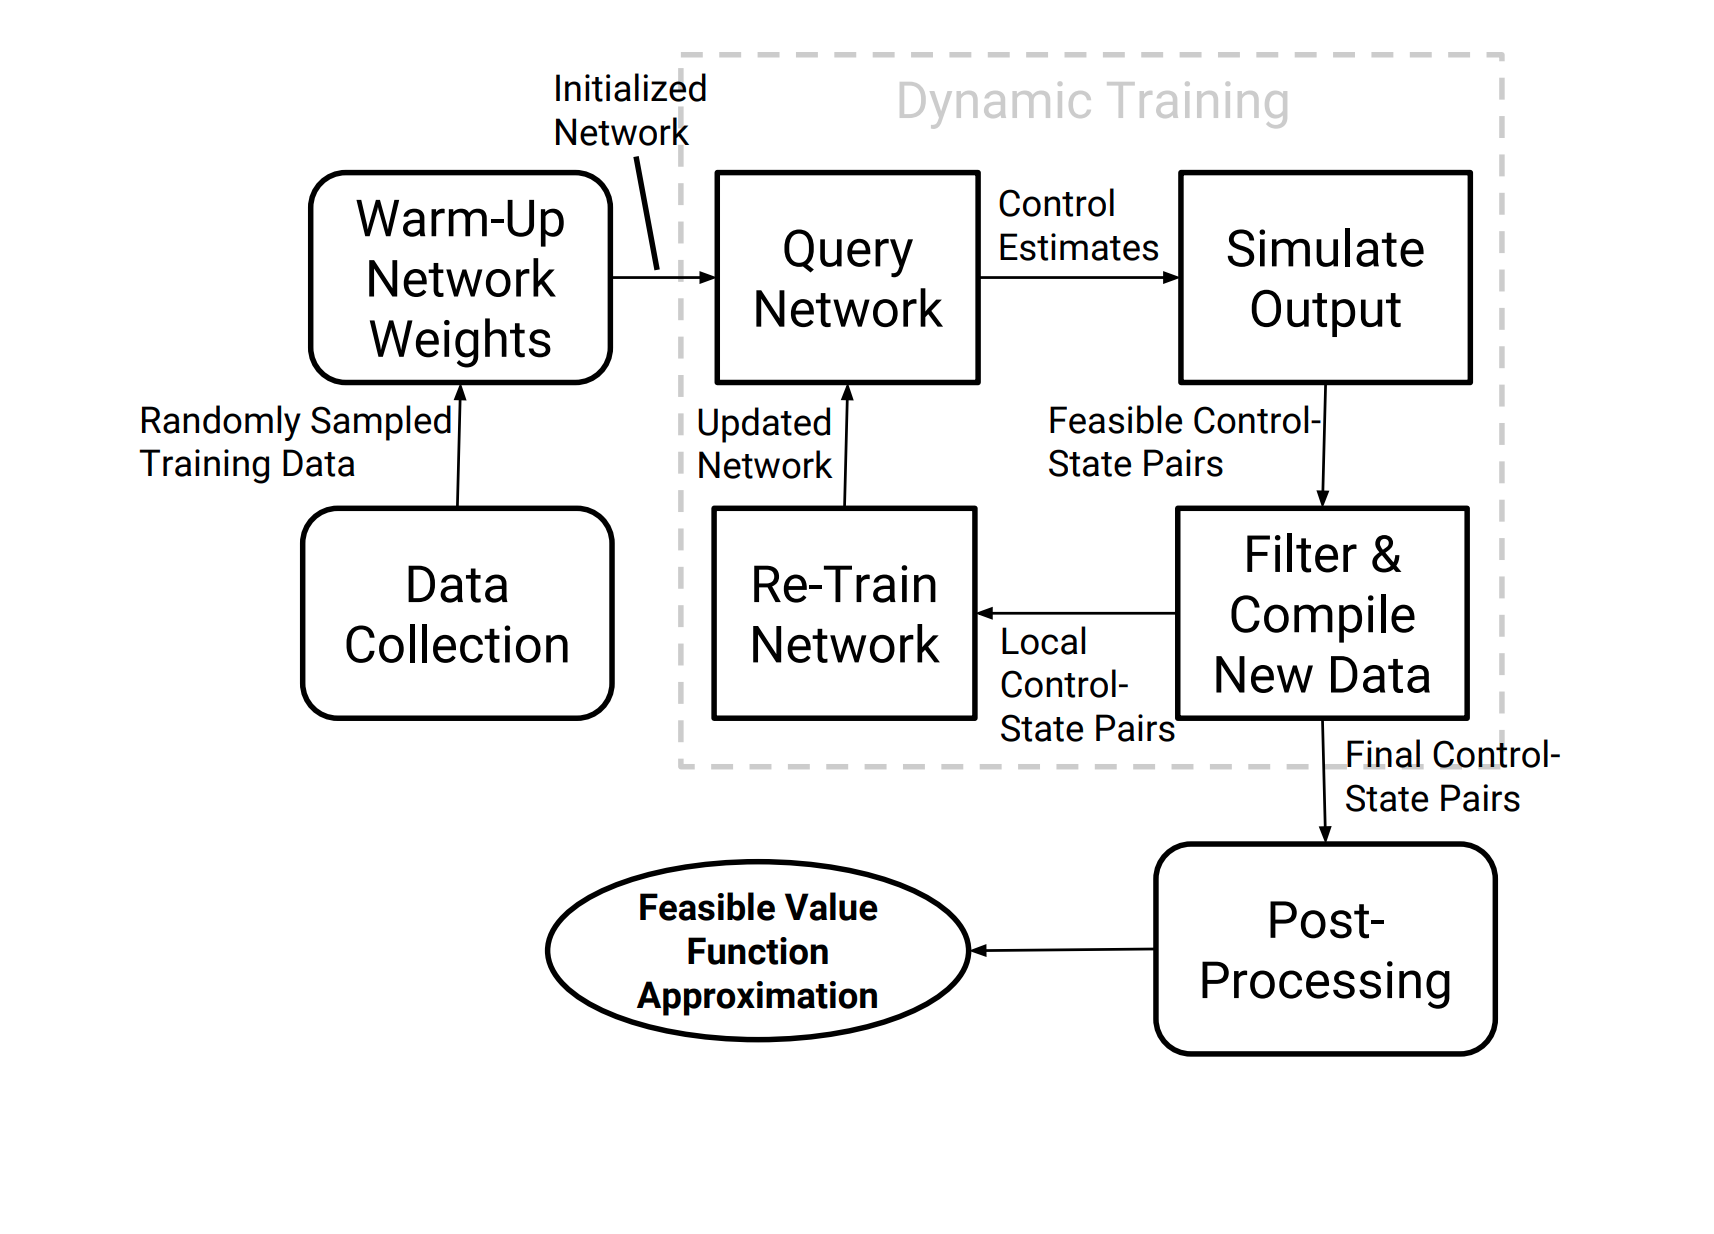 Initialized
Network
Dynamic Training
Warm-Up
Network
Weights
Query
Network
Control
Estimates
Simulate
Output
Randomly Sampled
Training Data
Updated
Network
Feasible Control-
State Pairs
Data
Collection
Re-Train
Network
Local
Control-
State Pairs
Filter &
Compile
New Data
Final Control-
State Pairs
Feasible Value
Function
Approximation
Post-
Processing